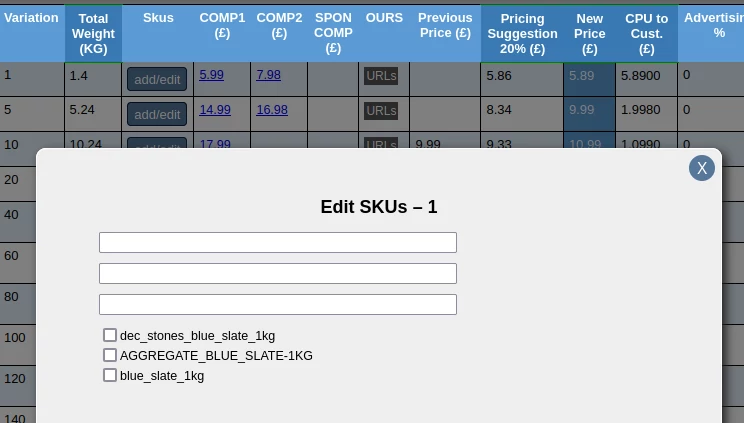 Variation Total Weight (KG) Skus COMP1 (£) COMP2 (£) SPON COMP (£) OURS Previous Price (£) Pricing Suggestion 20% (£) New Price (£) CPU to Cust. (£) %
1 1.4 add/edit 5.99 7.98 URLs 5.86 5.89 5.8900 0
5 5.24 add/edit 14.99 16.98 URLs 8.34 9.99 1.9980 0
10 10.24 add/edit 17.99 URLs 9.99 9.33 10.99 1.0990 0
20
40
60
80
100
120
140
X
Edit SKUs – 1
dec_stones_blue_slate_1kg
AGGREGATE_BLUE_SLATE-1KG
blue_slate_1kg